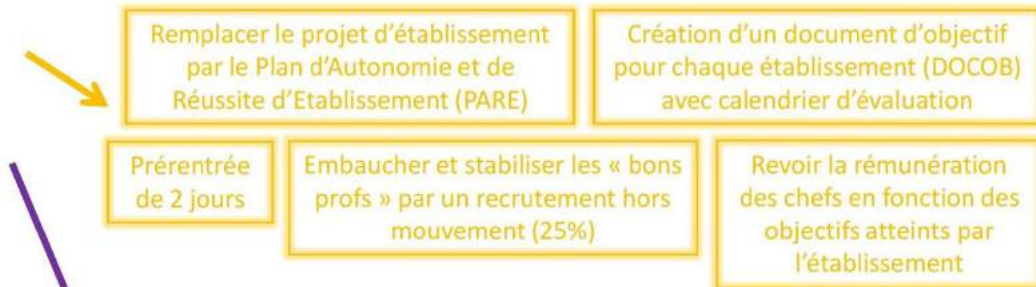 Remplacer le projet d'établissement
par le Plan d'Autonomie et de
Réussite d'Etablissement (PARE)
Création d'un document d'objectif
pour chaque établissement (DOCOB)
avec calendrier d'évaluation
Prérentrée
de 2 jours
Embaucher et stabiliser les « bons
profs » par un recrutement hors
mouvement (25%)
Revoir la rémunération
des chefs en fonction des
objectifs atteints par
l'établissement